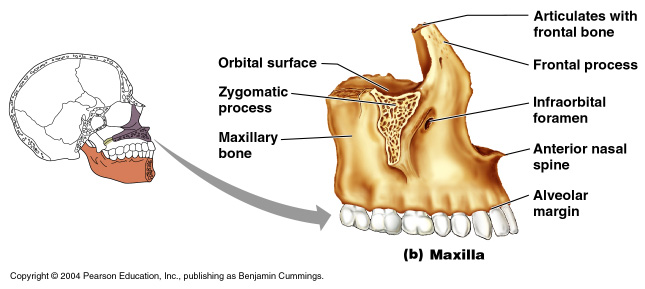 Articulates with
frontal bone
Orbital surface
Frontal process
Zygomatic
process
Infraorbital
foramen
Maxillary
bone
Anterior nasal
spine
Alveolar
margin
(b) Maxilla
Copyright © 2004 Pearson Education, Inc., publishing as Benjamin Cummings.